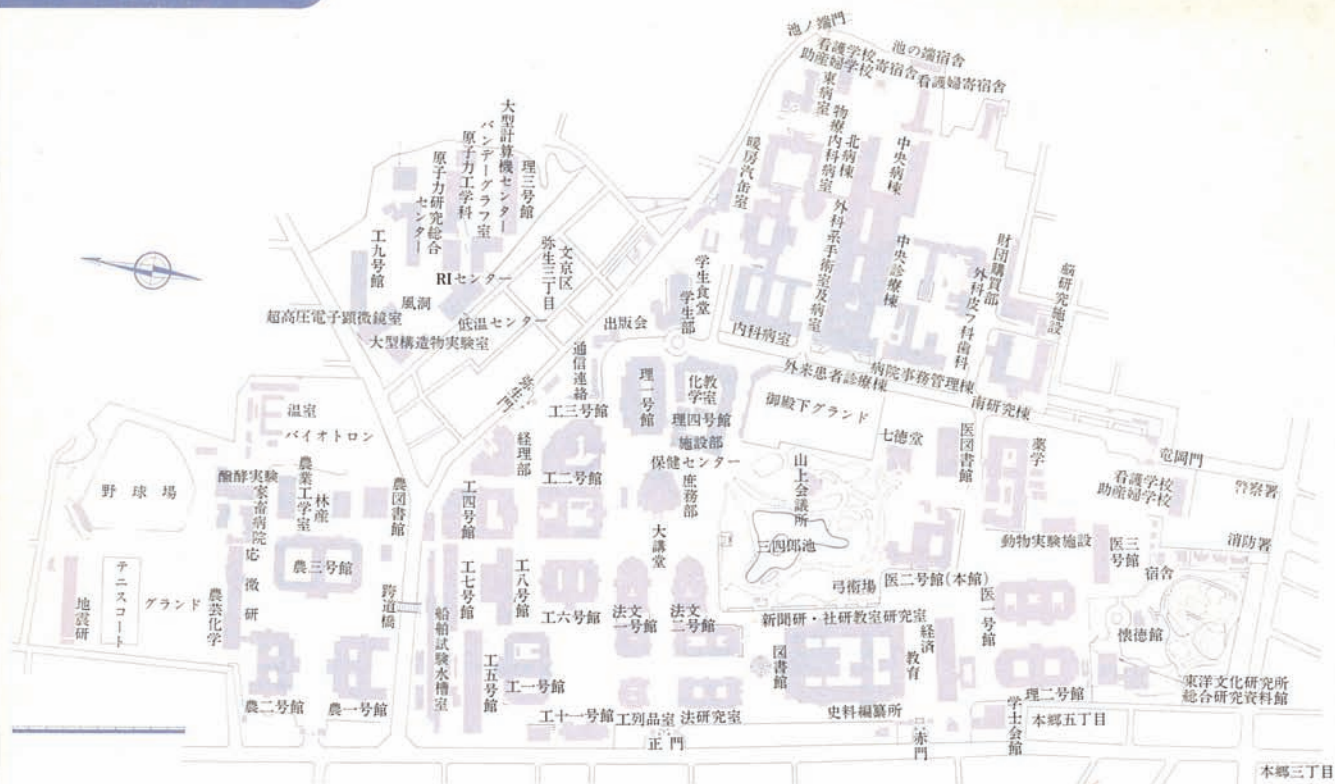 池ノ端門
池の端宿舎
看護学校寄宿舎
助産婦学校
看護婦寄宿舎
東病室
物療内科病室
北病棟
中央病棟
暖房汽缶室
外科系手術室及病室
中央診療棟
財団購買部
外科皮フ科歯科
脳研究施設
大型計算機センター
バンデーグラフ室
原子力工学科
原子力研究総合
センター
理三号館
工九号館
RIセンター
風洞
超高圧電子顕微鏡室
低温センター
大型構造物実験室
文京区
弥生二丁目
出版会
学生食堂
学生部
内科病室
外来患者診療棟
病院事務管理棟
南研究棟
弥生門
通信連絡
理一号館
化学教室
理四号館
施設部
保健センター
御殿下グランド
七徳堂
医図書館
薬学
竜岡門
看護学校
助産婦学校
警察署
消防署
温室
バイオトロン
工三号館
経理部
工二号館
工四号館
農図書館
醗酵実験
家畜病院
農業工学室
林産
野球場
応微研
農三号館
庶務部
大講堂
山上会議所
三四郎池
弓術場
医二号館(本館)
動物実験施設
医三号館
宿舎
懐徳館
テニスコート
地震研
グランド
農芸化学
跨道橋
船舶試験水槽室
工七号館
工八号館
工六号館
法文一号館
法文二号館
新聞研・社研教室研究室
図書館
経済
教育
医一号館
工五号館
工一号館
農二号館
農一号館
工十一号館
工列品室
法研究室
正門
史料編纂所
赤門
学士会館
理二号館
本郷五丁目
東洋文化研究所
総合研究資料館
本郷三丁目